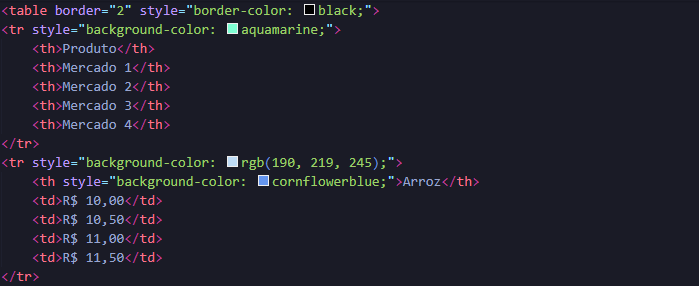 <table border="2" style="border-color: black;">
<tr style="background-color: aquamarine;">
    <th>Produto</th>
    <th>Mercado 1</th>
    <th>Mercado 2</th>
    <th>Mercado 3</th>
    <th>Mercado 4</th>
</tr>
<tr style="background-color: rgb(190, 219, 245);">
    <th style="background-color: cornflowerblue;">Arroz</th>
    <td>R$ 10,00</td>
    <td>R$ 10,50</td>
    <td>R$ 11,00</td>
    <td>R$ 11,50</td>
</tr>